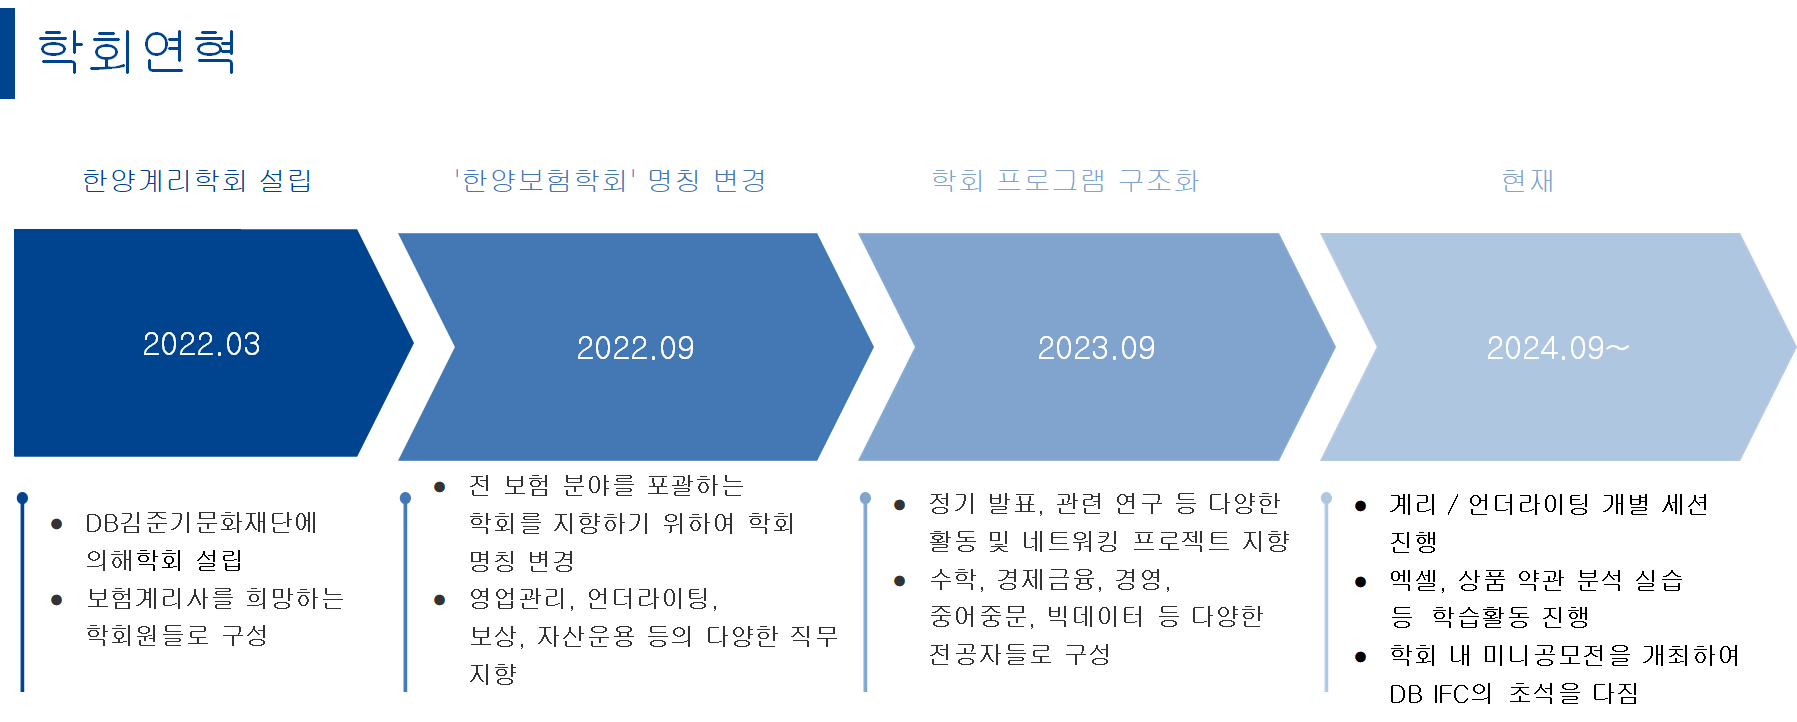 학회연혁
한양계리학회 설립
'한양보험학회' 명칭 변경
학회 프로그램 구조화
현재
2022.03
2022.09
2023.09
2024.09~
● DB김준기문화재단에
의해학회 설립
● 보험계리사를 희망하는
학회원들로 구성
● 전 보험 분야를 포괄하는
학회를 지향하기 위하여 학회
명칭 변경
● 영업관리, 언더라이팅,
보상, 자산운용 등의 다양한 직무
지향
● 정기 발표, 관련 연구 등 다양한
활동 및 네트워킹 프로젝트 지향
● 수학, 경제금융, 경영,
중어중문, 빅데이터 등 다양한
전공자들로 구성
● 계리 / 언더라이팅 개별 세션
진행
● 엑셀, 상품 약관 분석 실습
등 학습활동 진행
● 학회 내 미니공모전을 개최하여
DB IFC의 초석을 다짐